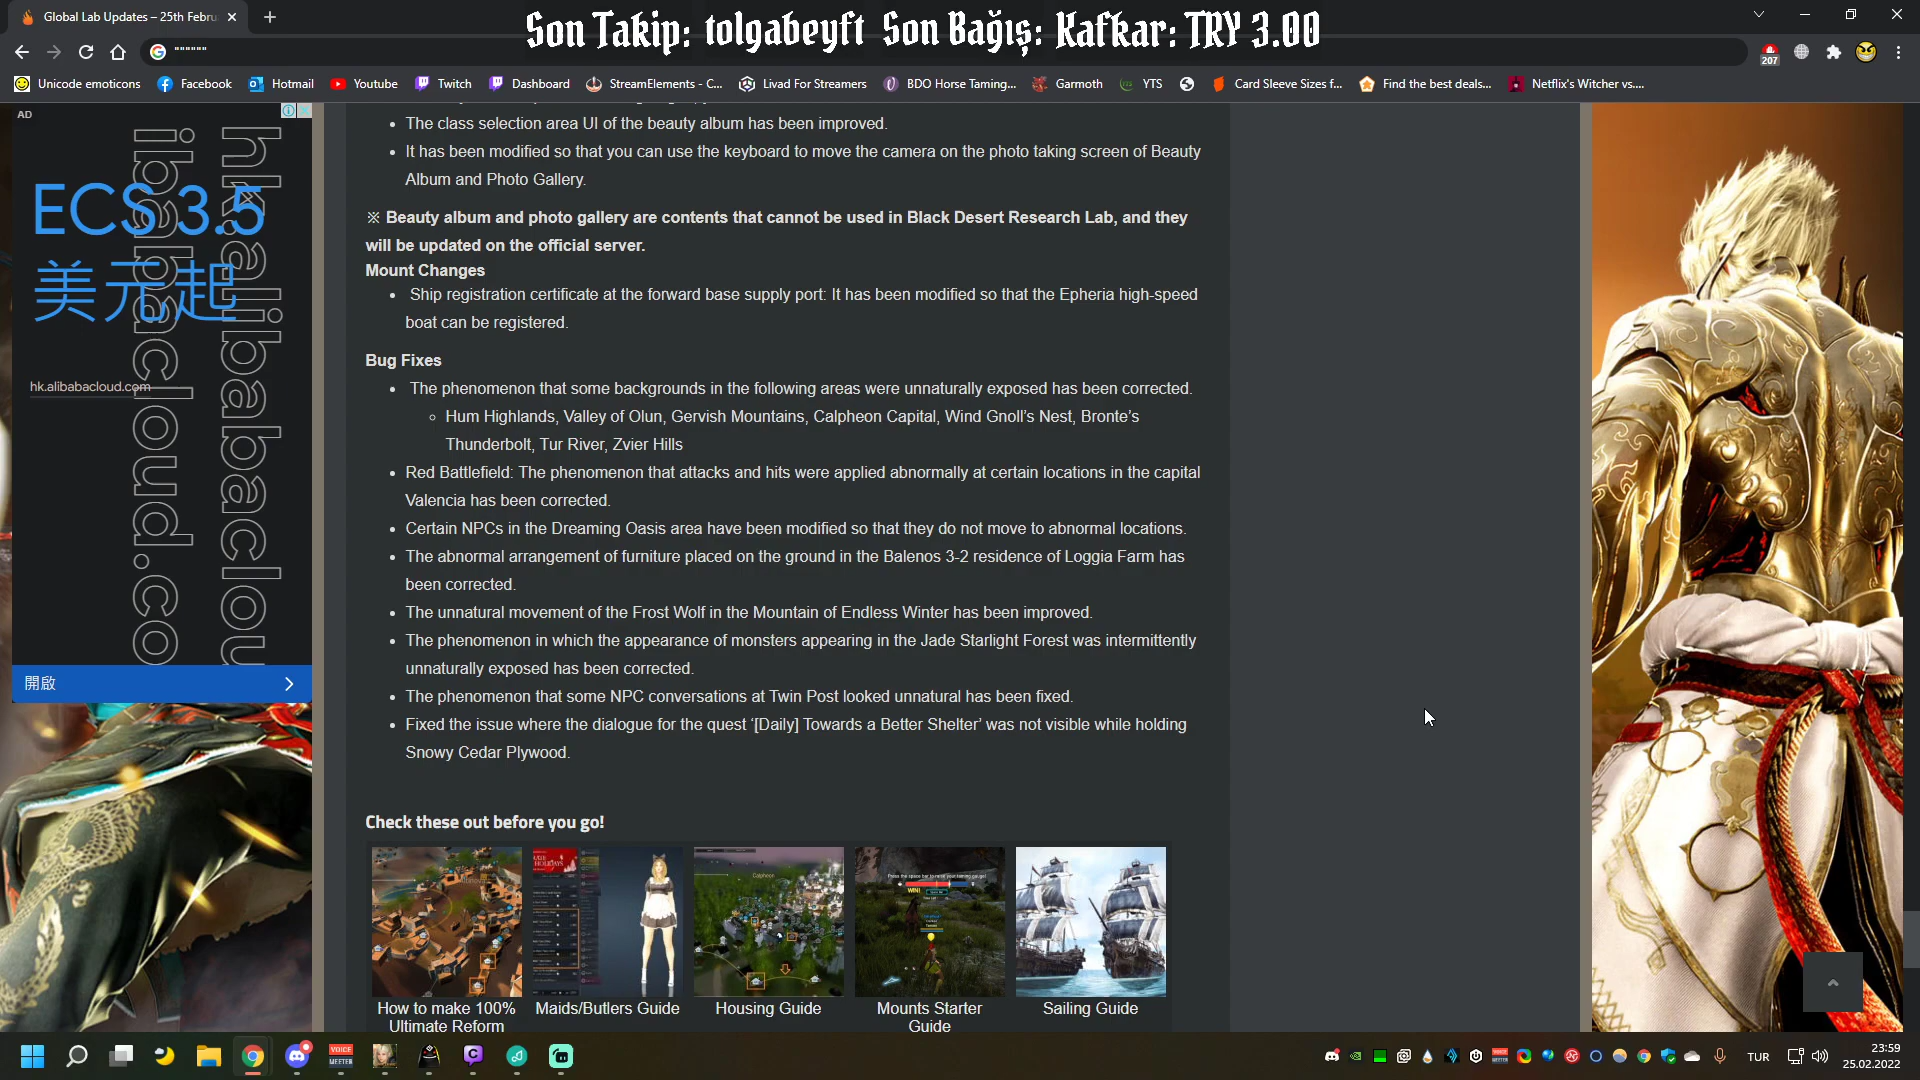 Global Lab Updates – 25th Febru
Son Takip: tolgabeyft Son Bağış: Kafkar: TRY 3.00
""""""
207
Unicode emoticons
Facebook
Hotmail
Youtube
Twitch
Dashboard
StreamElements - C...
Livad For Streamers
BDO Horse Taming...
Garmoth
YTS
Card Sleeve Sizes f...
Find the best deals...
Netflix's Witcher vs....
AD
ECS 3.5
美元起
hk.alibabacloud.com
hk.alibabaclou
ibabacloud.co
開啟
The class selection area UI of the beauty album has been improved.
It has been modified so that you can use the keyboard to move the camera on the photo taking screen of Beauty
Album and Photo Gallery.
※ Beauty album and photo gallery are contents that cannot be used in Black Desert Research Lab, and they
will be updated on the official server.
Mount Changes
Ship registration certificate at the forward base supply port: It has been modified so that the Epheria high-speed
boat can be registered.
Bug Fixes
The phenomenon that some backgrounds in the following areas were unnaturally exposed has been corrected.
Hum Highlands, Valley of Olun, Gervish Mountains, Calpheon Capital, Wind Gnoll’s Nest, Bronte’s
Thunderbolt, Tur River, Zvier Hills
Red Battlefield: The phenomenon that attacks and hits were applied abnormally at certain locations in the capital
Valencia has been corrected.
Certain NPCs in the Dreaming Oasis area have been modified so that they do not move to abnormal locations.
The abnormal arrangement of furniture placed on the ground in the Balenos 3-2 residence of Loggia Farm has
been corrected.
The unnatural movement of the Frost Wolf in the Mountain of Endless Winter has been improved.
The phenomenon in which the appearance of monsters appearing in the Jade Starlight Forest was intermittently
unnaturally exposed has been corrected.
The phenomenon that some NPC conversations at Twin Post looked unnatural has been fixed.
Fixed the issue where the dialogue for the quest ‘[Daily] Towards a Better Shelter’ was not visible while holding
Snowy Cedar Plywood.
Check these out before you go!
Calpheon
WIN!
How to make 100%
Ultimate Reform
Maids/Butlers Guide
Housing Guide
Mounts Starter
Guide
Sailing Guide
VOICE
MEETER
TUR
23:59
25.02.2022